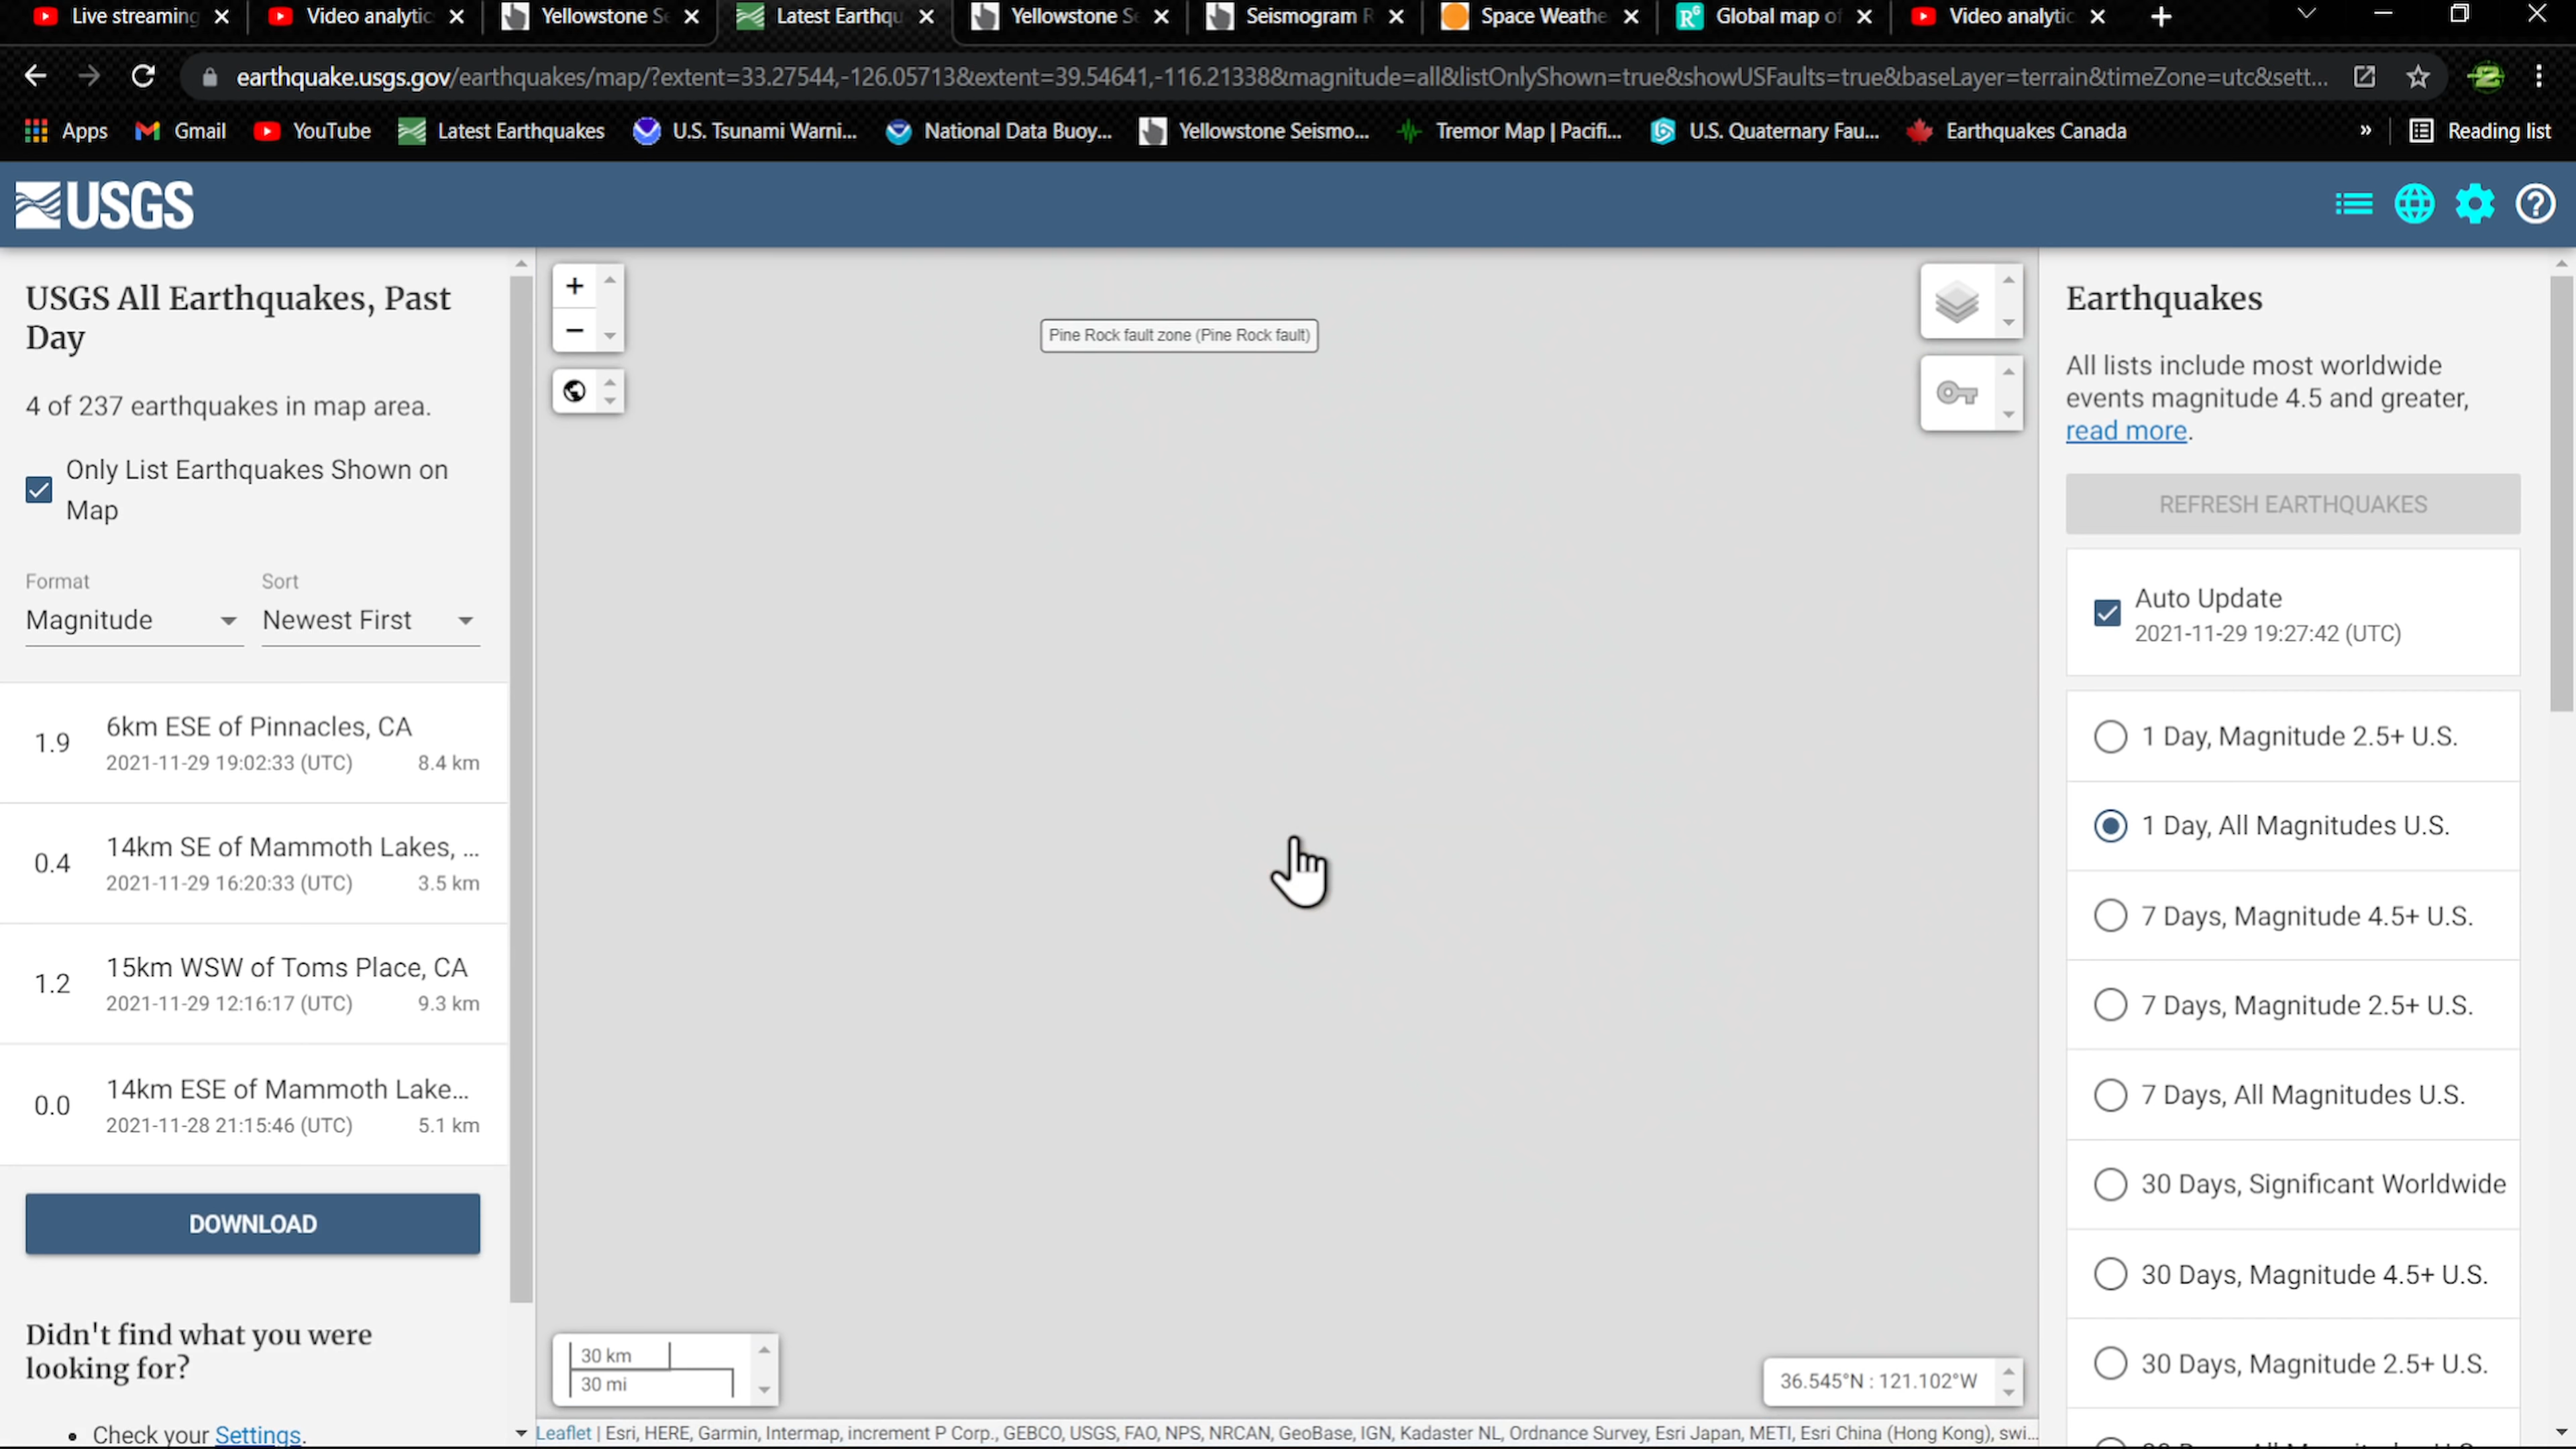 Live streaming
Video analytic
Yellowstone Se
Latest Earthqu
Yellowstone Se
Seismogram R
Space Weathe
Global map of
Video analytic
earthquake.usgs.gov/earthquakes/map/?extent=33.27544,-126.05713&extent=39.54641,-116.21338&magnitude=all&listOnlyShown=true&showUSFaults=true&baseLayer=terrain&timeZone=utc&sett...
Apps
Gmail
YouTube
Latest Earthquakes
U.S. Tsunami Warni...
National Data Buoy...
Yellowstone Seismo...
Tremor Map | Pacifi...
U.S. Quaternary Fau...
Earthquakes Canada
»
Reading list
USGS
USGS All Earthquakes, Past
Day
4 of 237 earthquakes in map area.
Only List Earthquakes Shown on
Map
Format
Sort
Magnitude
Newest First
1.9
6km ESE of Pinnacles, CA
2021-11-29 19:02:33 (UTC) 8.4 km
0.4
14km SE of Mammoth Lakes, ...
2021-11-29 16:20:33 (UTC) 3.5 km
1.2
15km WSW of Toms Place, CA
2021-11-29 12:16:17 (UTC) 9.3 km
0.0
14km ESE of Mammoth Lake...
2021-11-28 21:15:46 (UTC) 5.1 km
DOWNLOAD
Didn't find what you were
looking for?
• Check your Settings.
+
−
Pine Rock fault zone (Pine Rock fault)
30 km
30 mi
36.545°N : 121.102°W
Leaflet | Esri, HERE, Garmin, Intermap, increment P Corp., GEBCO, USGS, FAO, NPS, NRCAN, GeoBase, IGN, Kadaster NL, Ordnance Survey, Esri Japan, METI, Esri China (Hong Kong), swi...
Earthquakes
All lists include most worldwide
events magnitude 4.5 and greater,
read more.
REFRESH EARTHQUAKES
Auto Update
2021-11-29 19:27:42 (UTC)
1 Day, Magnitude 2.5+ U.S.
1 Day, All Magnitudes U.S.
7 Days, Magnitude 4.5+ U.S.
7 Days, Magnitude 2.5+ U.S.
7 Days, All Magnitudes U.S.
30 Days, Significant Worldwide
30 Days, Magnitude 4.5+ U.S.
30 Days, Magnitude 2.5+ U.S.